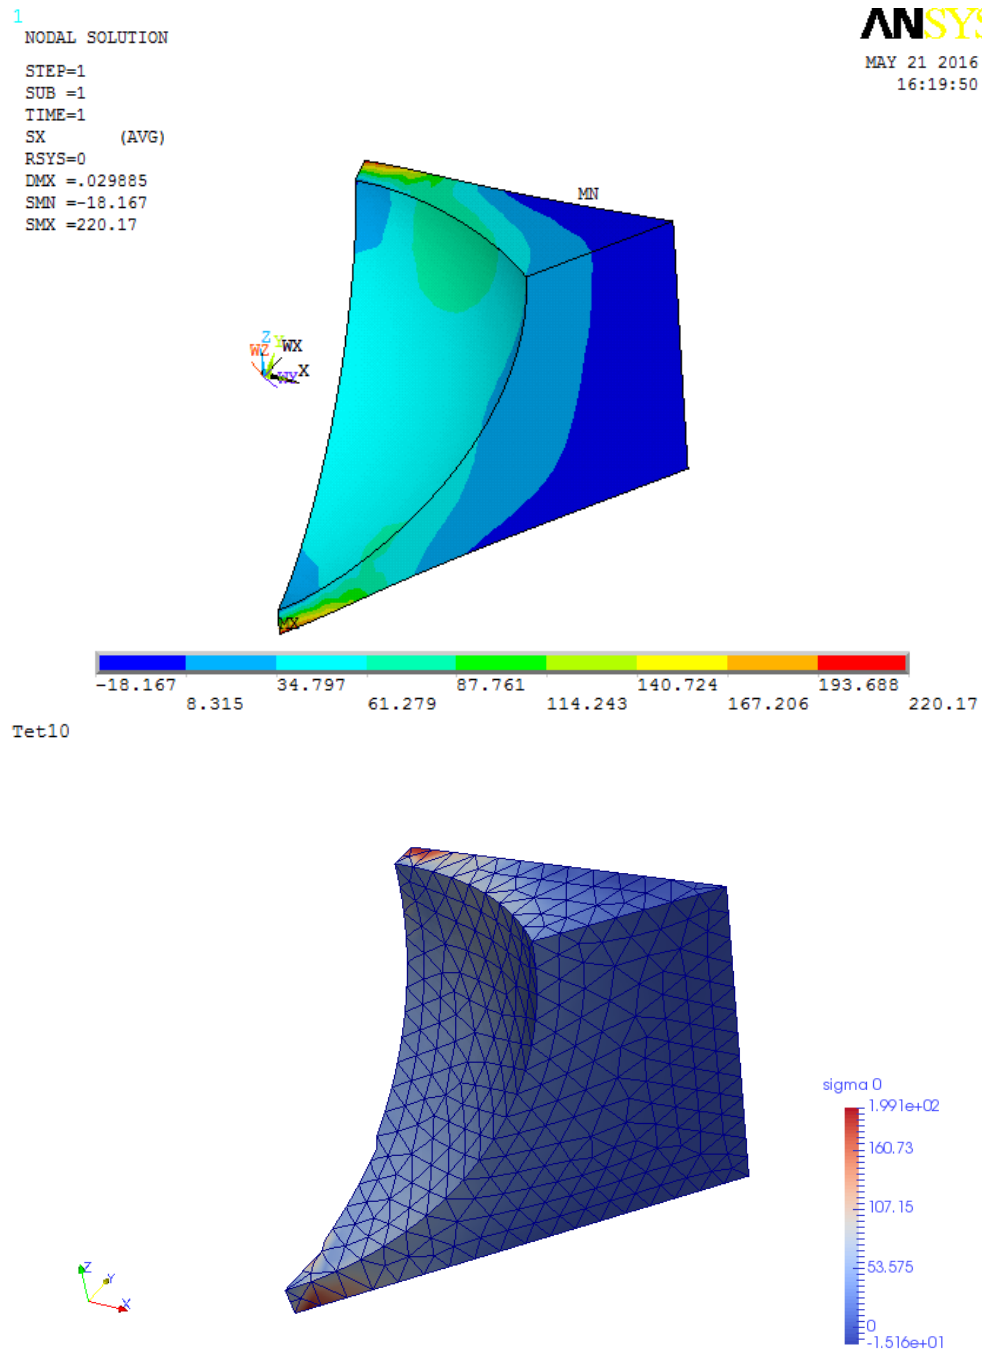 1
NODAL SOLUTION
STEP=1
SUB =1
TIME=1
SX (AVG)
RSYS=0
DMX =.029885
SMN =-18.167
SMX =220.17
ANSYS
MAY 21 2016
16:19:50
MN
Z Y WX
WZ
WY X
MX
-18.167 34.797 87.761 140.724 193.688
8.315 61.279 114.243 167.206 220.17
Tet10
sigma 0
1.991e+02
160.73
107.15
53.575
0
-1.516e+01
Z
Y
X